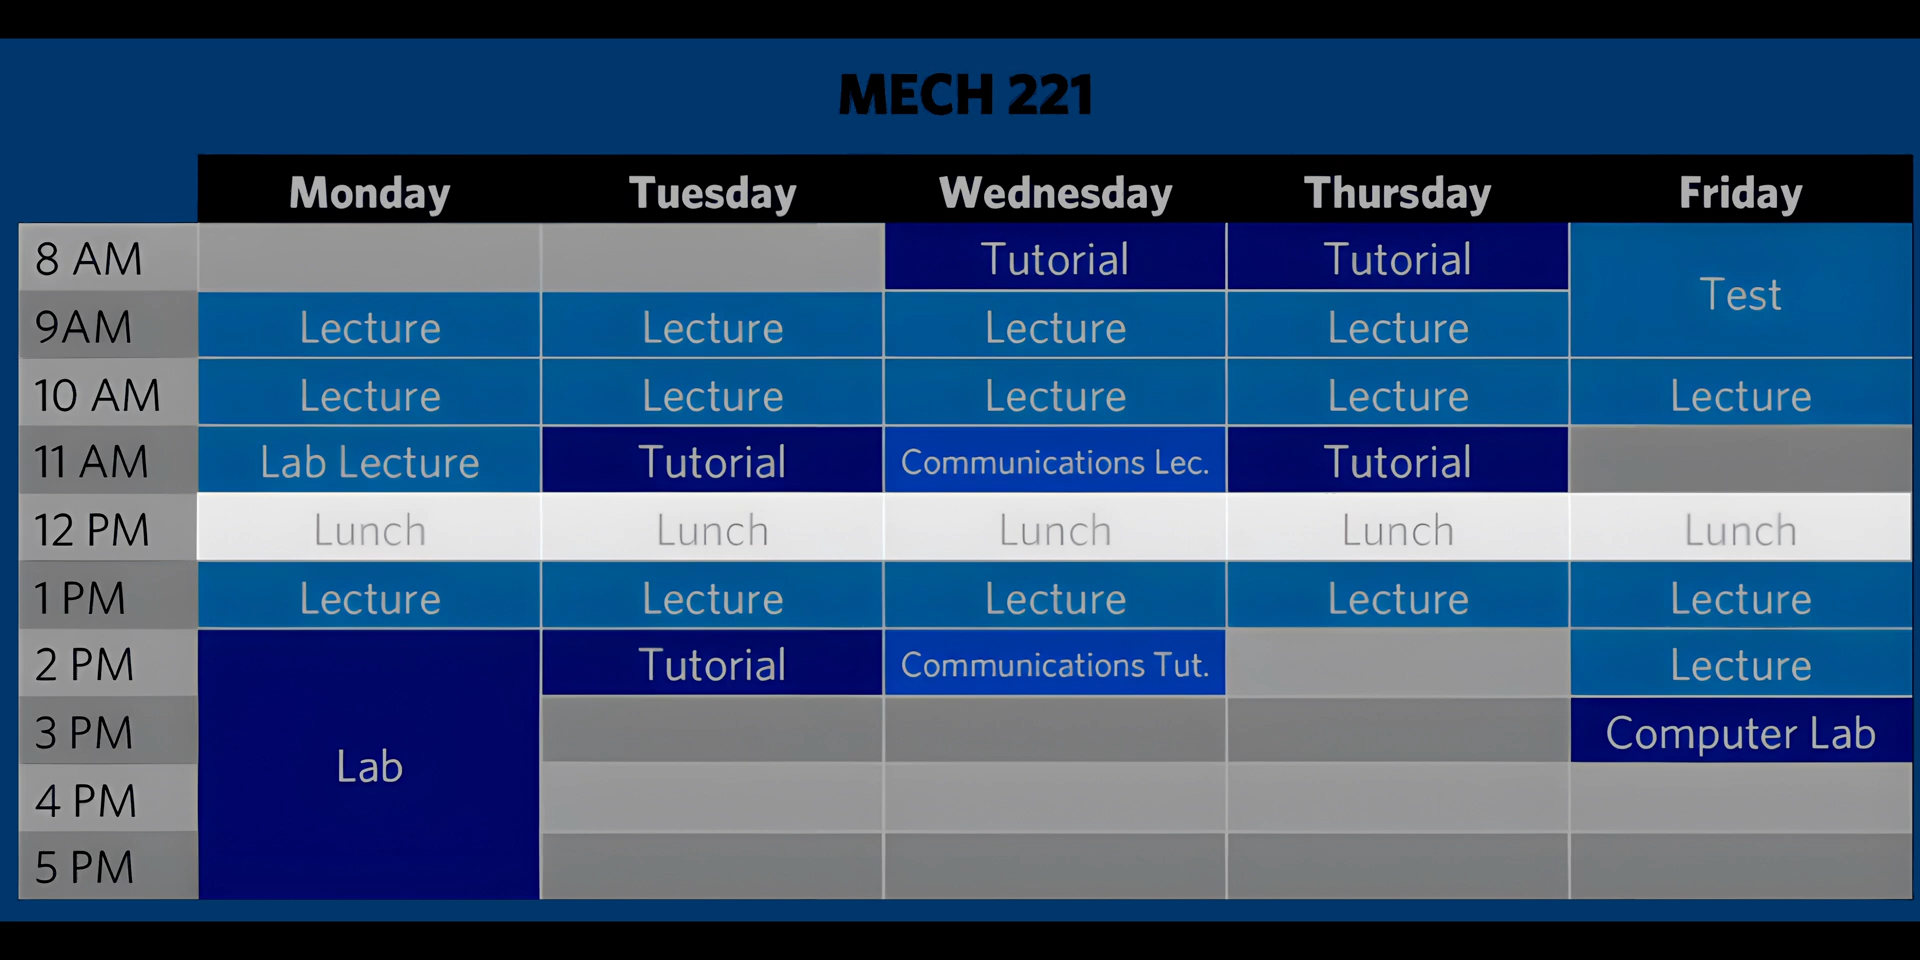 MECH 221
Monday Tuesday Wednesday Thursday Friday
8 AM Tutorial Tutorial Test
9AM Lecture Lecture Lecture Lecture
10 AM Lecture Lecture Lecture Lecture Lecture
11 AM Lab Lecture Tutorial Communications Lec. Tutorial
12 PM Lunch Lunch Lunch Lunch Lunch
1 PM Lecture Lecture Lecture Lecture Lecture
2 PM Tutorial Communications Tut. Lecture
3 PM Lab Computer Lab
4 PM
5 PM